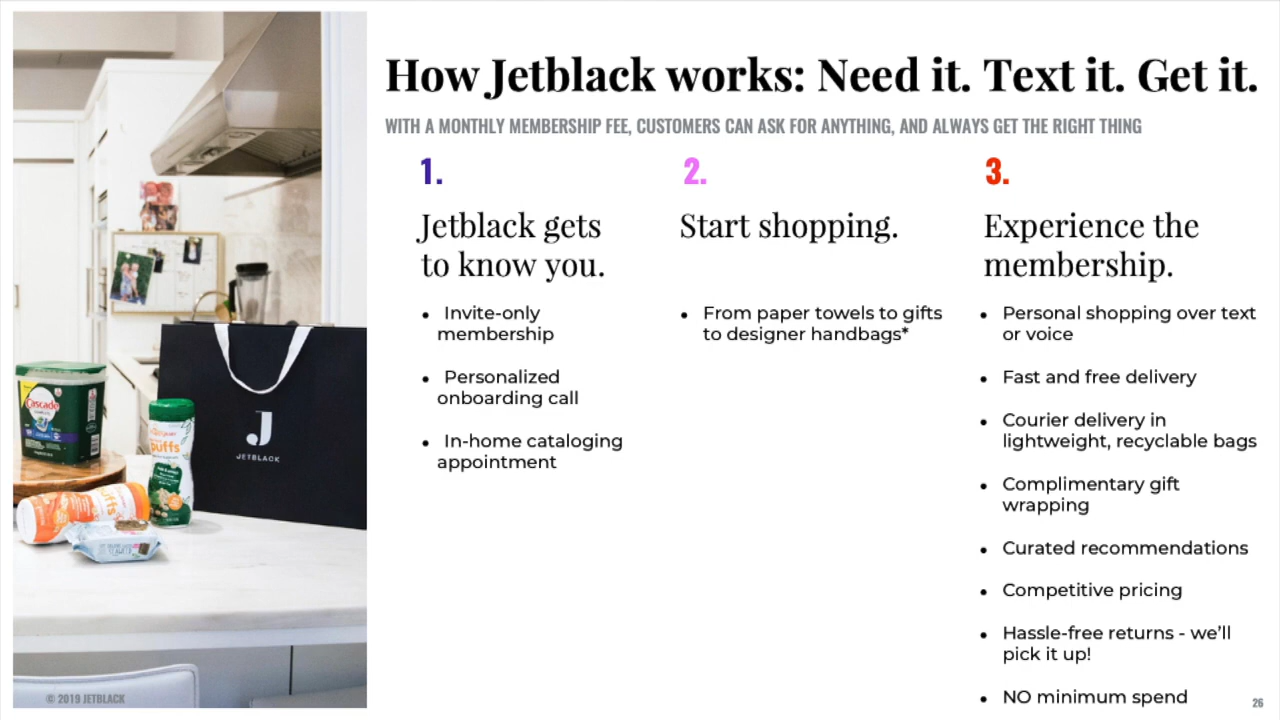 How Jetblack works: Need it. Text it. Get it.
WITH A MONTHLY MEMBERSHIP FEE, CUSTOMERS CAN ASK FOR ANYTHING, AND ALWAYS GET THE RIGHT THING
1.
Jetblack gets
to know you.
• Invite-only
membership
• Personalized
onboarding call
• In-home cataloging
appointment
2.
Start shopping.
• From paper towels to gifts
to designer handbags*
3.
Experience the
membership.
• Personal shopping over text
or voice
• Fast and free delivery
• Courier delivery in
lightweight, recyclable bags
• Complimentary gift
wrapping
• Curated recommendations
• Competitive pricing
• Hassle-free returns - we’ll
pick it up!
• NO minimum spend
Cascade
puffs
puffs
J
JETBLACK
© 2019 JETBLACK
26